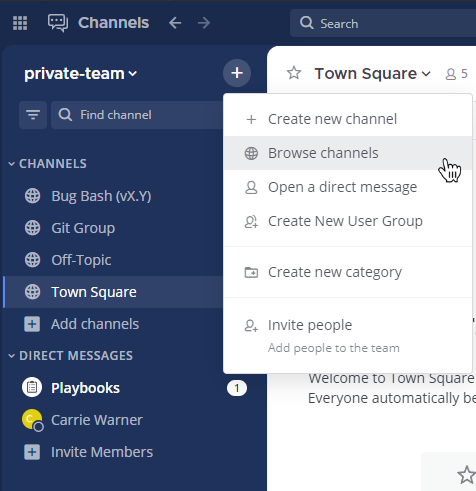 Channels
Search
private-team
Town Square
5
Find channel
Create new channel
Browse channels
Open a direct message
Create New User Group
Create new category
Invite people
Add people to the team
CHANNELS
Bug Bash (vX.Y)
Git Group
Off-Topic
Town Square
Add channels
DIRECT MESSAGES
Playbooks
1
Carrie Warner
Invite Members
Welcome to Town Square
Everyone automatically be